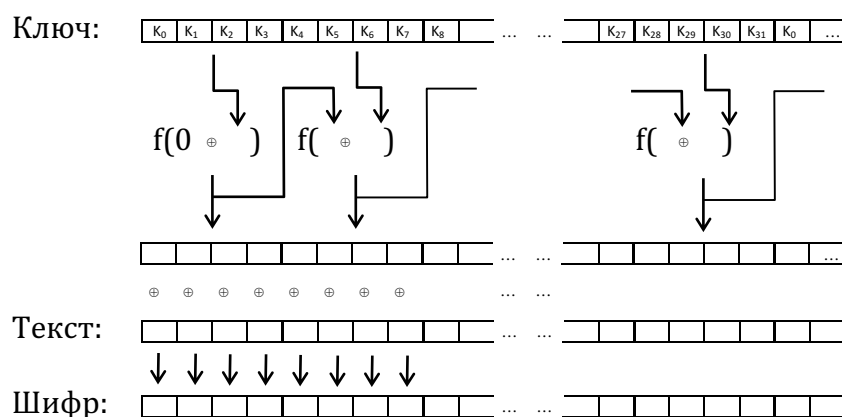 Ключ: K₀ K₁ K₂ K₃ K₄ K₅ K₆ K₇ K₈ ... ... K₂₇ K₂₈ K₂₉ K₃₀ K₃₁ K₀ ...
f(0 ⊕ ) f( ⊕ ) f( ⊕ )
... ... ...
⊕ ⊕ ⊕ ⊕ ⊕ ⊕ ⊕ ⊕ ... ...
Текст: ... ...
Шифр: ... ...